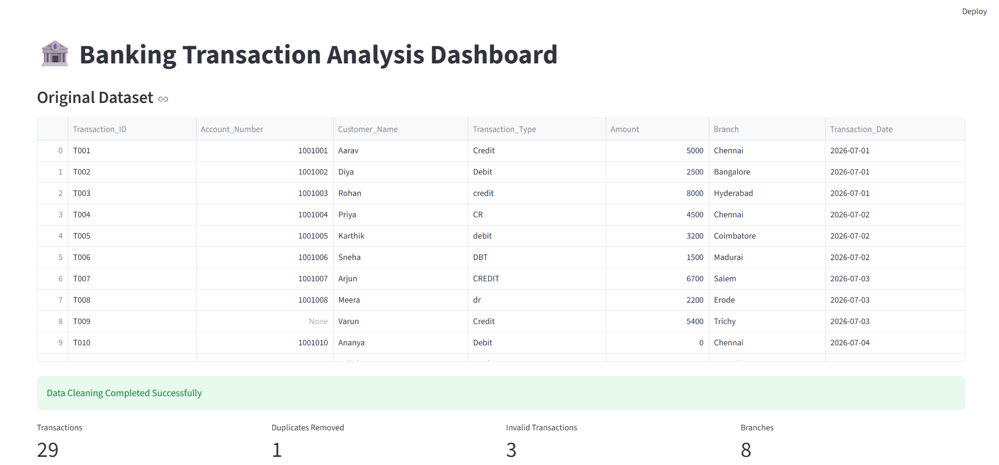 Deploy
Banking Transaction Analysis Dashboard
Original Dataset
Transaction_ID Account_Number Customer_Name Transaction_Type Amount Branch Transaction_Date
0 T001 1001001 Aarav Credit 5000 Chennai 2026-07-01
1 T002 1001002 Diya Debit 2500 Bangalore 2026-07-01
2 T003 1001003 Rohan credit 8000 Hyderabad 2026-07-01
3 T004 1001004 Priya CR 4500 Chennai 2026-07-02
4 T005 1001005 Karthik debit 3200 Coimbatore 2026-07-02
5 T006 1001006 Sneha DBT 1500 Madurai 2026-07-02
6 T007 1001007 Arjun CREDIT 6700 Salem 2026-07-03
7 T008 1001008 Meera dr 2200 Erode 2026-07-03
8 T009 None Varun Credit 5400 Trichy 2026-07-03
9 T010 1001010 Ananya Debit 0 Chennai 2026-07-04
Data Cleaning Completed Successfully
Transactions Duplicates Removed Invalid Transactions Branches
29 1 3 8